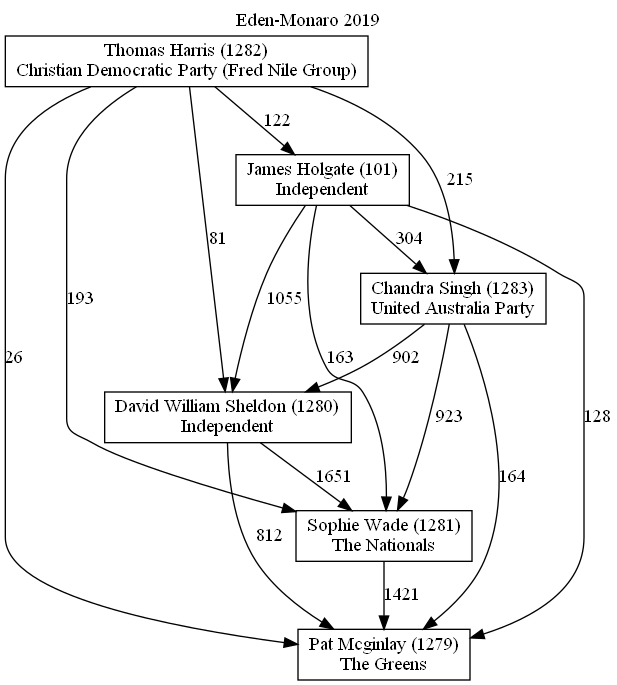 Eden-Monaro 2019
Thomas Harris (1282)
Christian Democratic Party (Fred Nile Group)
122
James Holgate (101)
Independent
215
81
304
193
1055
Chandra Singh (1283)
United Australia Party
26
163
902
David William Sheldon (1280)
Independent
923
128
1651
164
812
Sophie Wade (1281)
The Nationals
1421
Pat Mcginlay (1279)
The Greens